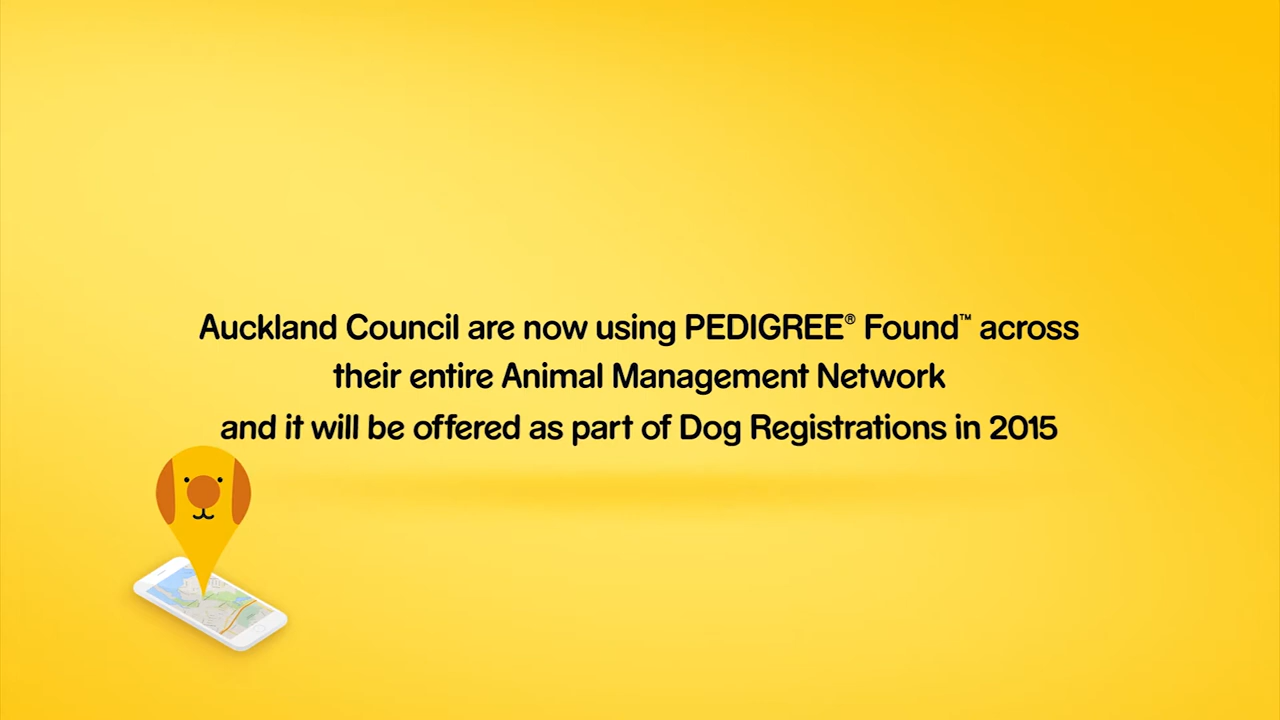 Auckland Council are now using PEDIGREE® Found™ across
their entire Animal Management Network
and it will be offered as part of Dog Registrations in 2015